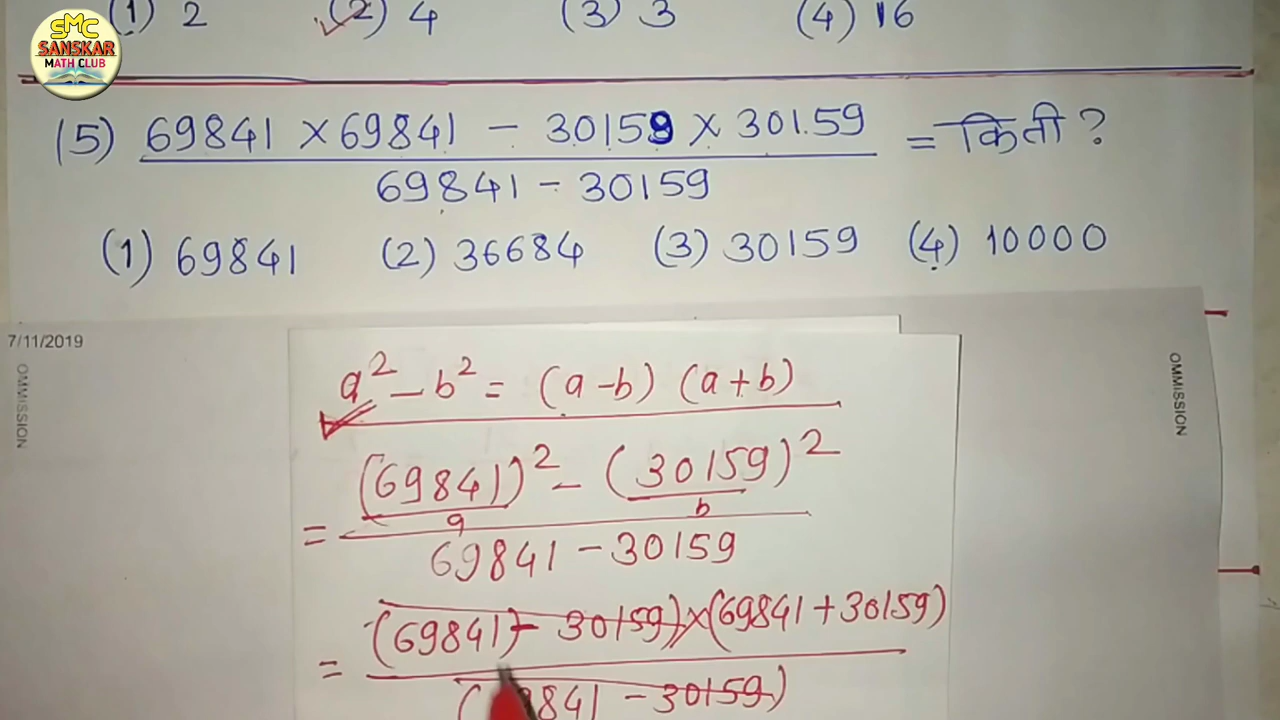 (1) 2 (2) 4 (3) 3 (4) 16
SMC
SANSKAR
MATH CLUB
(5) 69841 × 69841 - 30159 × 30159 = किती ?
69841 - 30159
(1) 69841 (2) 36684 (3) 30159 (4) 10000
7/11/2019
OMMISSION
OMMISSION
a² - b² = (a - b) (a + b)
= (69841)² - (30159)²
a b
69841 - 30159
= (69841) - 30159) × (69841 + 30159)
841 - 30159)